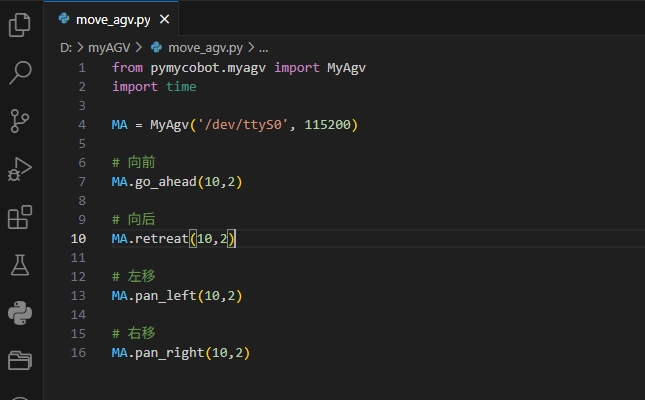 move_agv.py
D: > myAGV > move_agv.py > ...
1 from pymycobot.myagv import MyAgv
2 import time
3
4 MA = MyAgv('/dev/ttyS0', 115200)
5
6 # 向前
7 MA.go_ahead(10,2)
8
9 # 向后
10 MA.retreat(10,2)
11
12 # 左移
13 MA.pan_left(10,2)
14
15 # 右移
16 MA.pan_right(10,2)